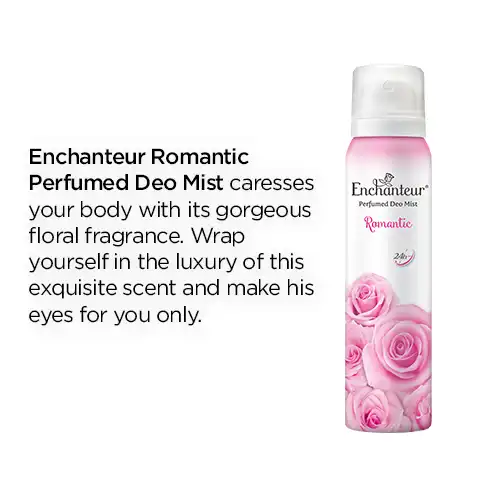 Enchanteur Romantic
Perfumed Deo Mist caresses
your body with its gorgeous
floral fragrance. Wrap
yourself in the luxury of this
exquisite scent and make his
eyes for you only.
Enchanteur®
Perfumed Deo Mist
Romantic
24h